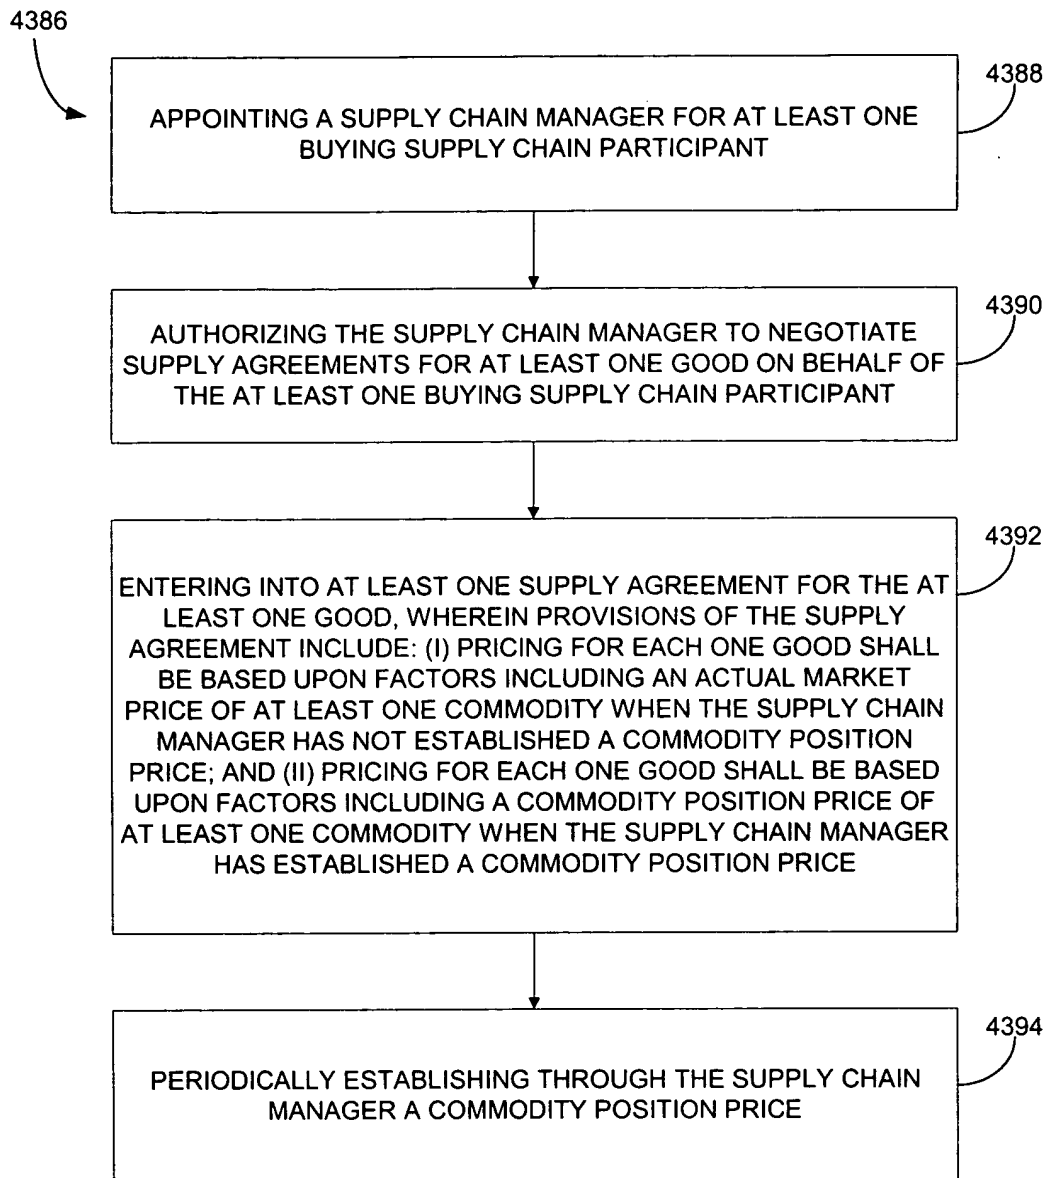 4386
4388
APPOINTING A SUPPLY CHAIN MANAGER FOR AT LEAST ONE
BUYING SUPPLY CHAIN PARTICIPANT
4390
AUTHORIZING THE SUPPLY CHAIN MANAGER TO NEGOTIATE
SUPPLY AGREEMENTS FOR AT LEAST ONE GOOD ON BEHALF OF
THE AT LEAST ONE BUYING SUPPLY CHAIN PARTICIPANT
4392
ENTERING INTO AT LEAST ONE SUPPLY AGREEMENT FOR THE AT
LEAST ONE GOOD, WHEREIN PROVISIONS OF THE SUPPLY
AGREEMENT INCLUDE: (I) PRICING FOR EACH ONE GOOD SHALL
BE BASED UPON FACTORS INCLUDING AN ACTUAL MARKET
PRICE OF AT LEAST ONE COMMODITY WHEN THE SUPPLY CHAIN
MANAGER HAS NOT ESTABLISHED A COMMODITY POSITION
PRICE; AND (II) PRICING FOR EACH ONE GOOD SHALL BE BASED
UPON FACTORS INCLUDING A COMMODITY POSITION PRICE OF
AT LEAST ONE COMMODITY WHEN THE SUPPLY CHAIN MANAGER
HAS ESTABLISHED A COMMODITY POSITION PRICE
4394
PERIODICALLY ESTABLISHING THROUGH THE SUPPLY CHAIN
MANAGER A COMMODITY POSITION PRICE